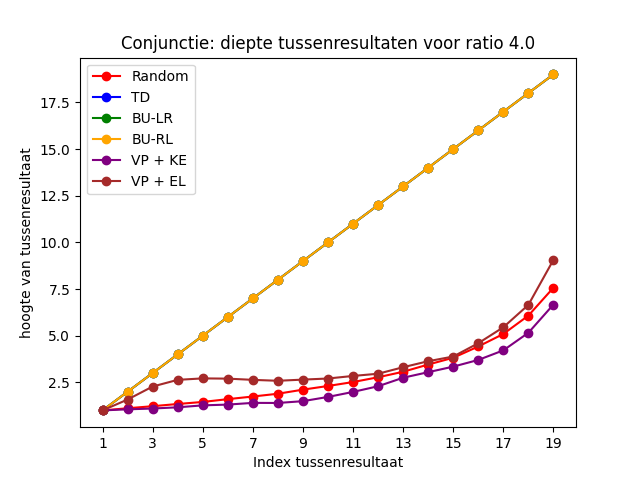 Conjunctie: diepte tussenresultaten voor ratio 4.0
Random
TD
BU-LR
BU-RL
VP + KE
VP + EL
hoogte van tussenresultaat
17.5
15.0
12.5
10.0
7.5
5.0
2.5
1 3 5 7 9 11 13 15 17 19
Index tussenresultaat